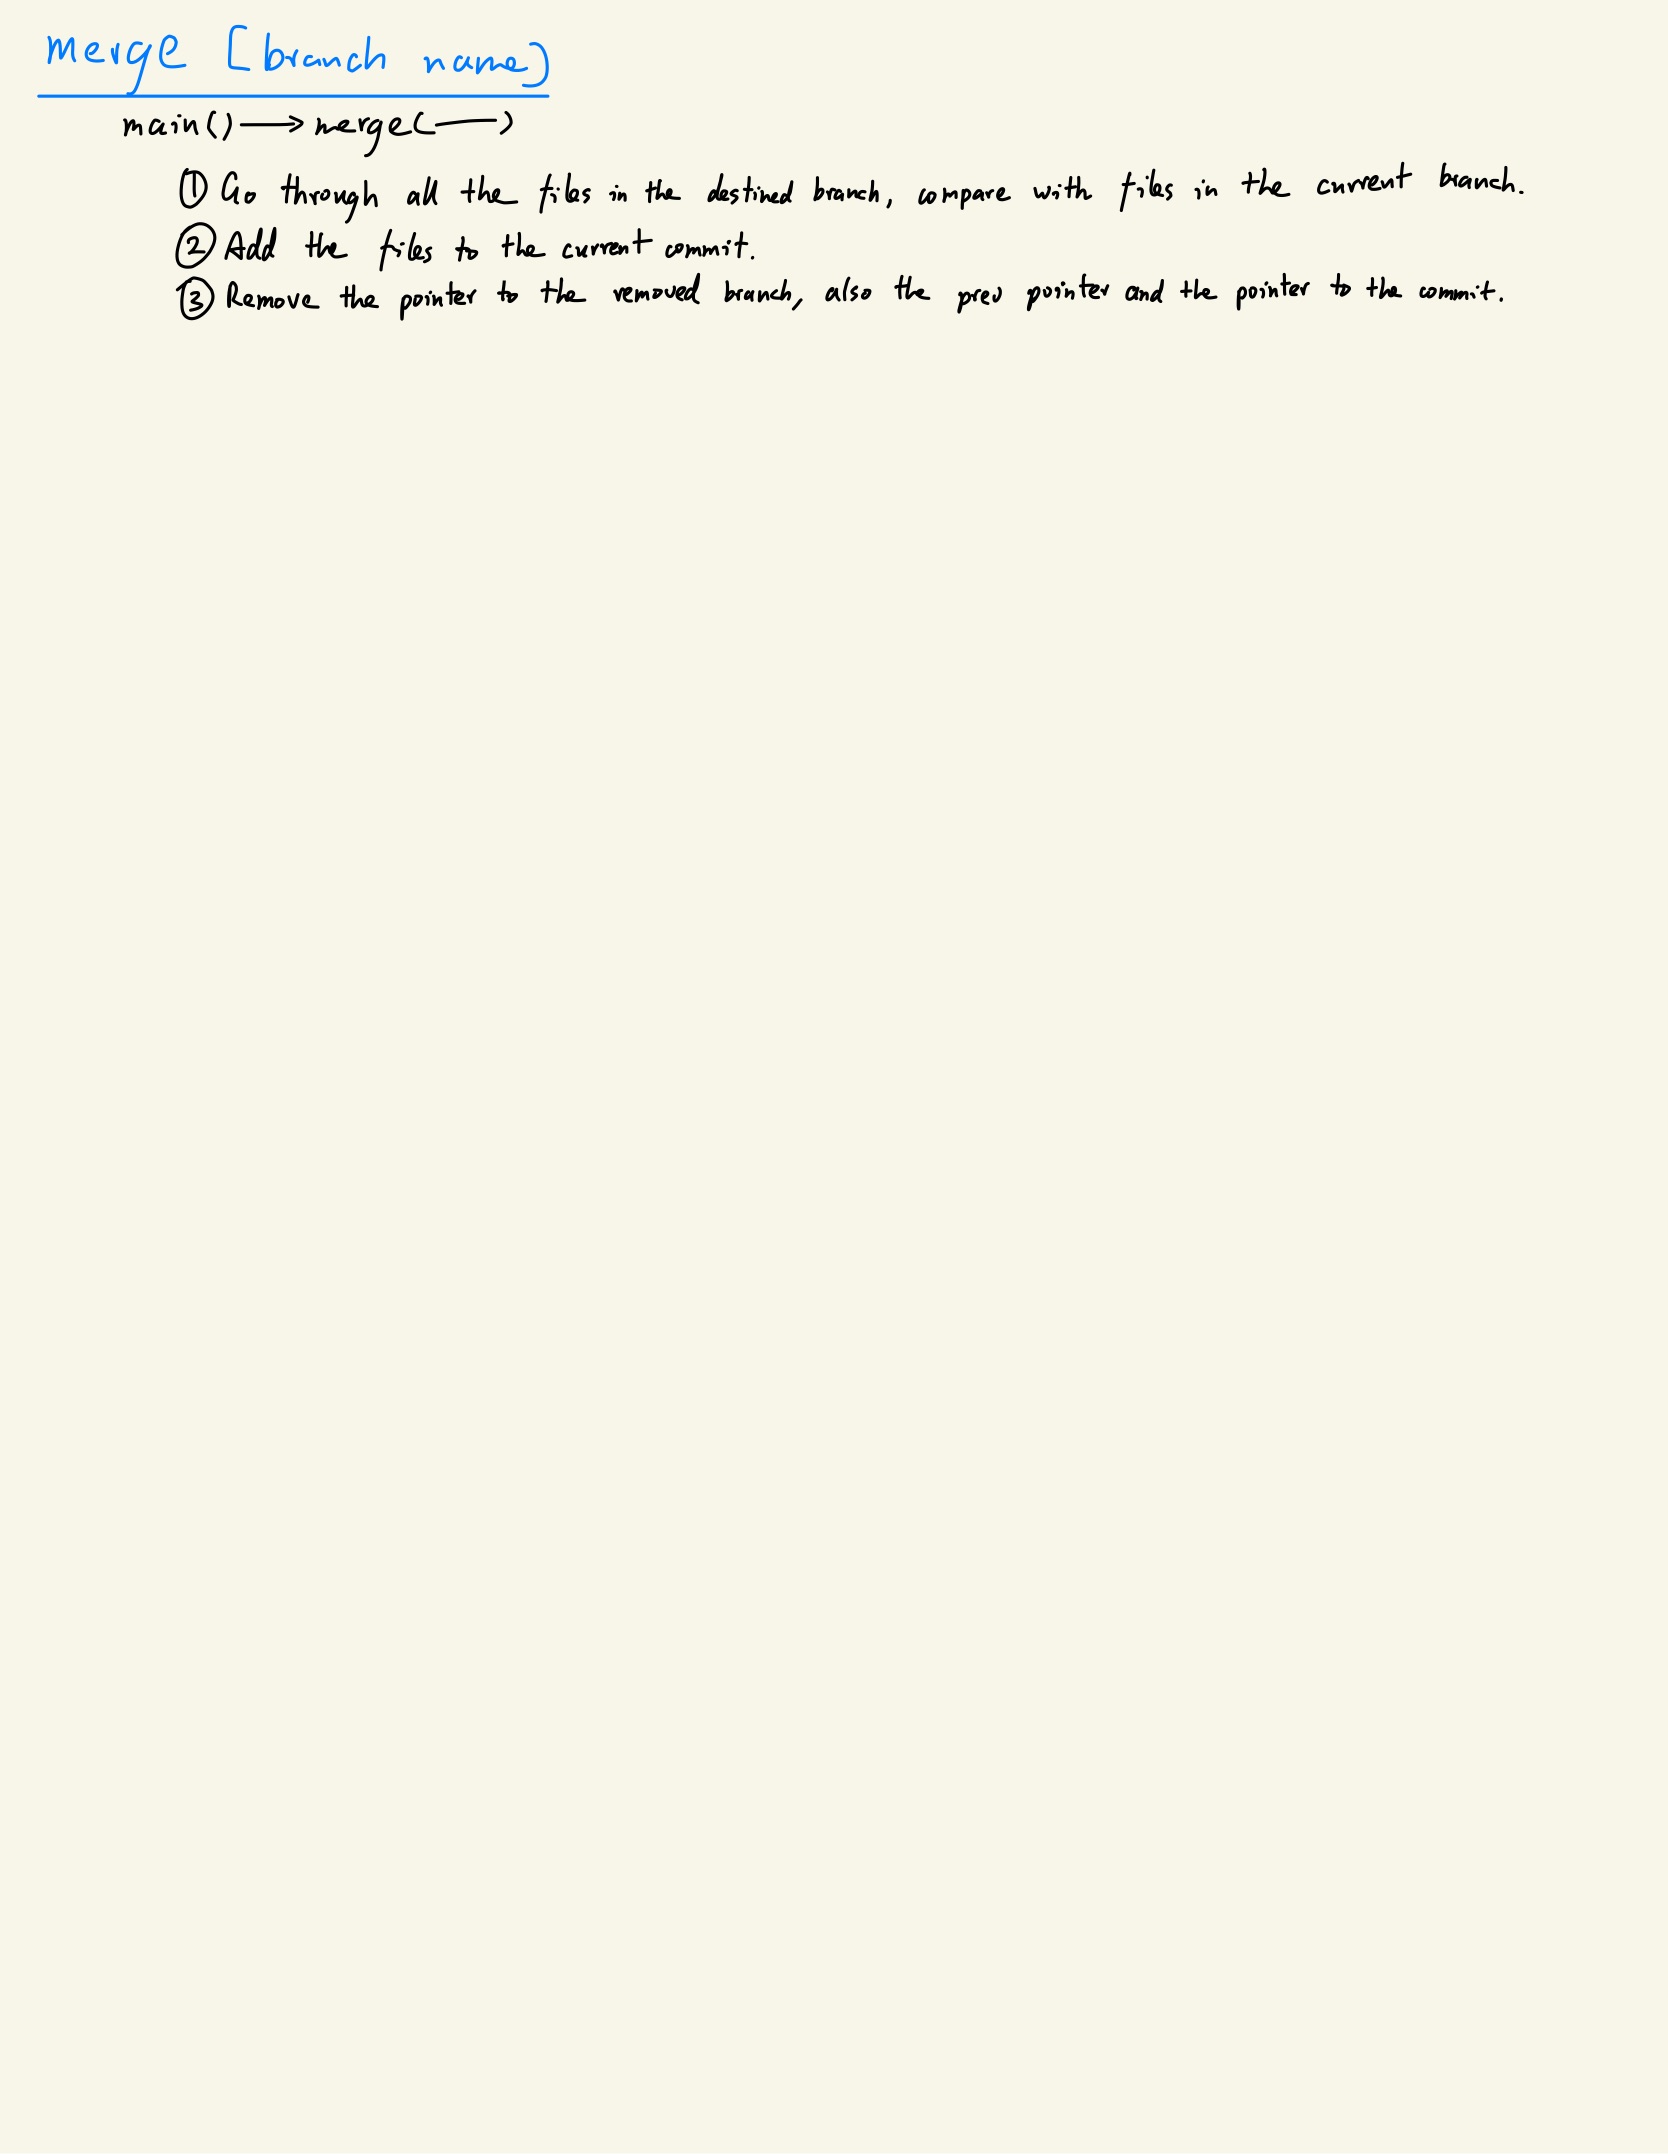 merge [branch name]
main() → merge(—)
① Go through all the files in the destined branch, compare with files in the current branch.
② Add the files to the current commit.
③ Remove the pointer to the removed branch, also the prev pointer and the pointer to the commit.